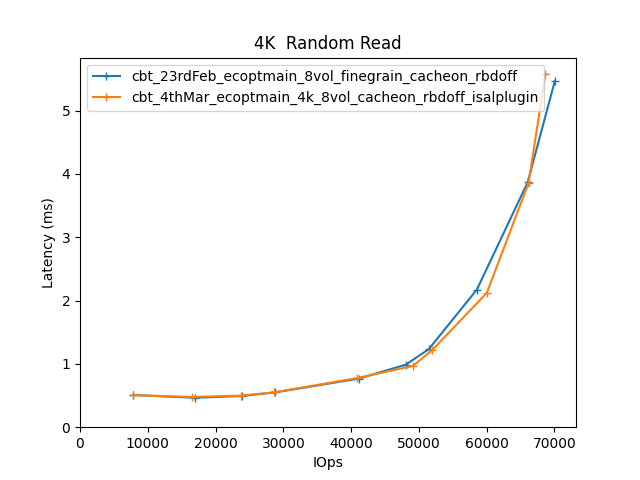 4K  Random Read
cbt_23rdFeb_ecoptmain_8vol_finegrain_cacheon_rbdoff
cbt_4thMar_ecoptmain_4k_8vol_cacheon_rbdoff_isalplugin
Latency (ms)
5
4
3
2
1
0
0 10000 20000 30000 40000 50000 60000 70000
IOps